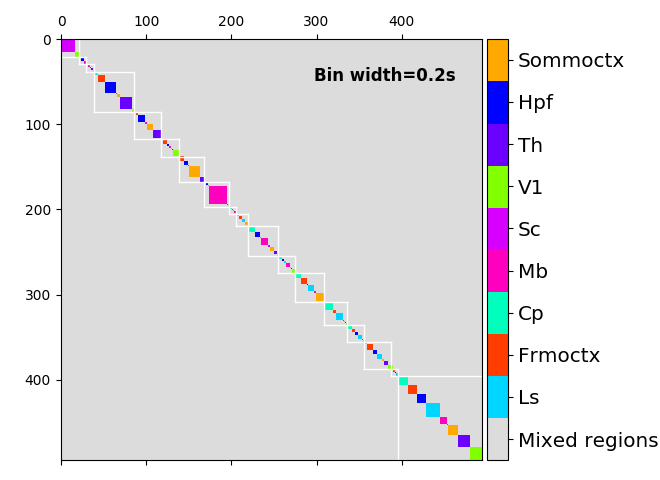 0 100 200 300 400
0
100
200
300
400
Bin width=0.2s
Sommoctx
Hpf
Th
V1
Sc
Mb
Cp
Frmoctx
Ls
Mixed regions